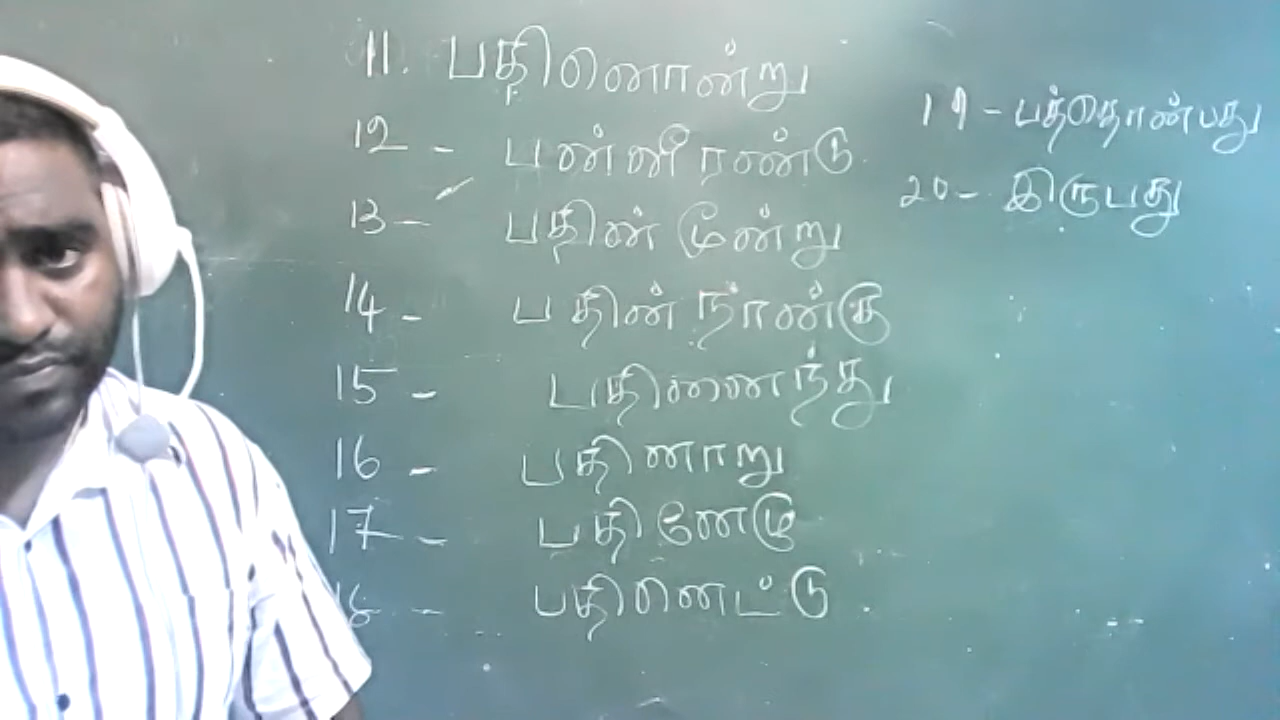 11. பதினொன்று
12 - பன்னீரண்டு
13 - பதின் மூன்று
14 - பதின் நான்கு
15 - பதினைந்து
16 - பதினாறு
17 - பதினேழு
18 - பதினெட்டு
19 - பத்தொன்பது
20 - இருபது